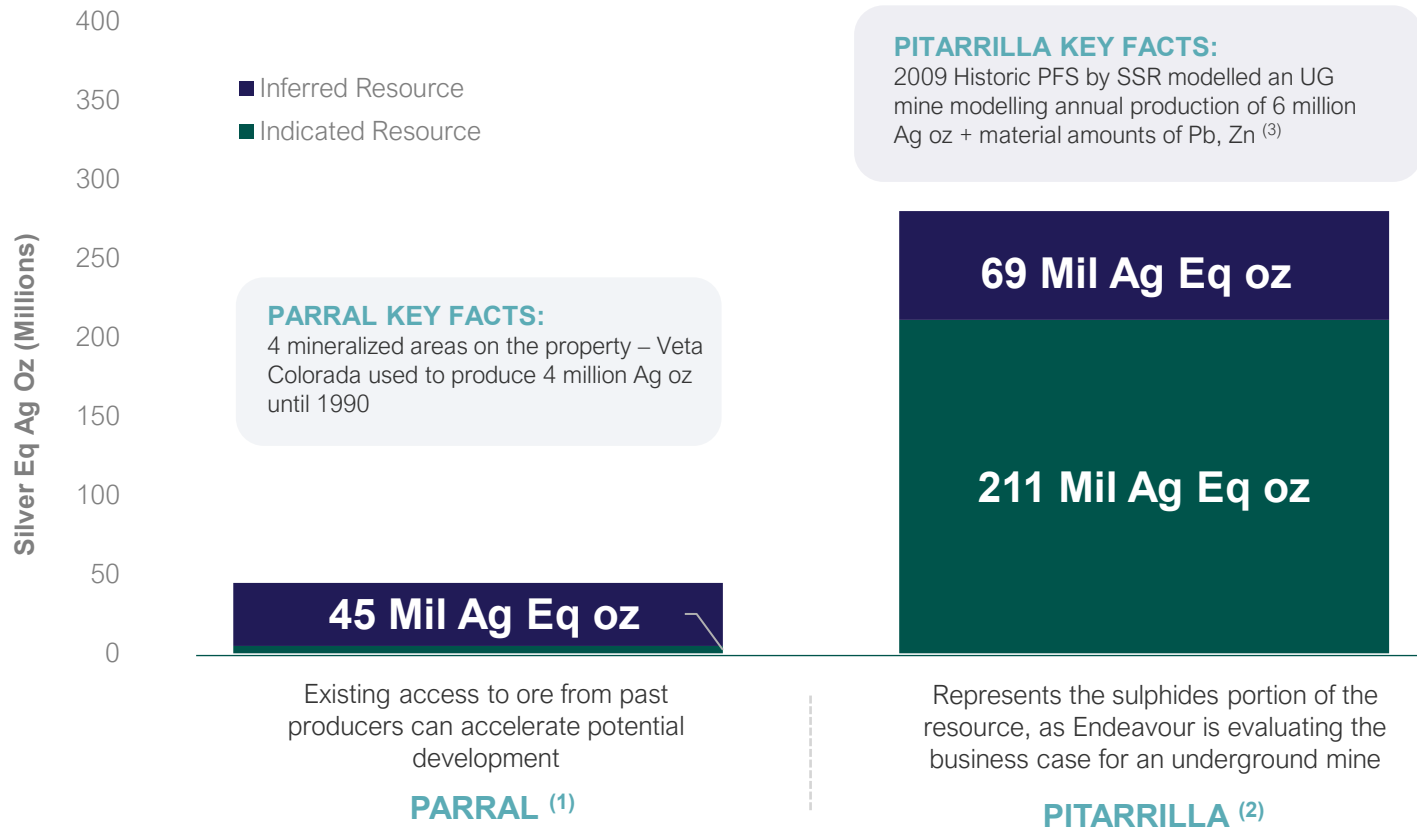 400
350
300
250
200
150
100
50
0
Silver Eq Ag Oz (Millions)
Inferred Resource
Indicated Resource
PARRAL KEY FACTS:
4 mineralized areas on the property – Veta
Colorada used to produce 4 million Ag oz
until 1990
45 Mil Ag Eq oz
Existing access to ore from past
producers can accelerate potential
development
PARRAL (1)
PITARRILLA KEY FACTS:
2009 Historic PFS by SSR modelled an UG
mine modelling annual production of 6 million
Ag oz + material amounts of Pb, Zn (3)
69 Mil Ag Eq oz
211 Mil Ag Eq oz
Represents the sulphides portion of the
resource, as Endeavour is evaluating the
business case for an underground mine
PITARRILLA (2)